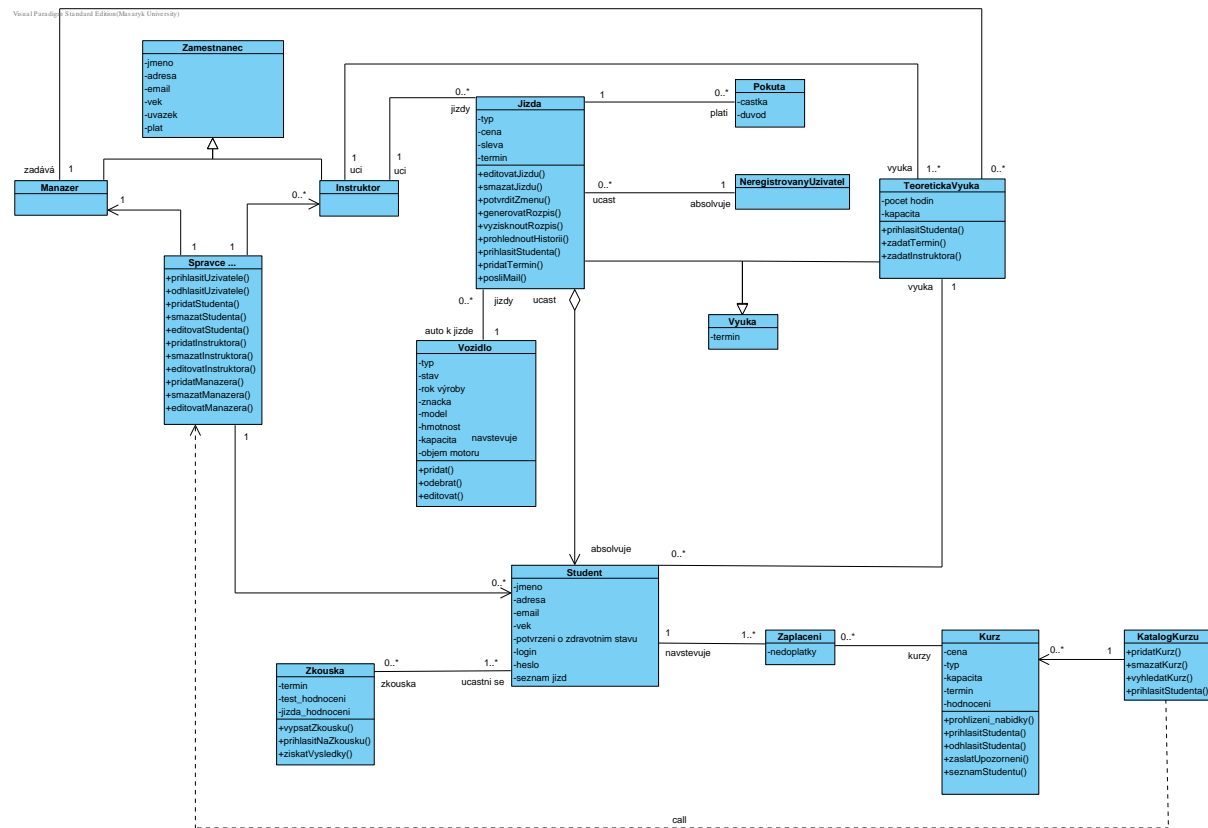 Visual Paradigm Standard Edition(Masaryk University)
Zamestnanec
-jmeno
-adresa
-email
-vek
-uvazek
-plat
zadává
1
Manazer
1
1
uci
Instruktor
1
uci
0..*
jizdy
1
0..*
1
1
Jizda
-typ
-cena
-sleva
-termin
+editovatJizdu()
+smazatJizdu()
+potvrditZmenu()
+generovatRozpis()
+vyzisknoutRozpis()
+prohlednoutHistorii()
+prihlasitStudenta()
+pridatTermin()
+posliMail()
1
0..*
plati
Pokuta
-castka
-duvod
0..*
ucast
1
absolvuje
NeregistrovanyUzivatel
vyuka
1..*
0..*
TeoretickaVyuka
-pocet hodin
-kapacita
+prihlasitStudenta()
+zadatTermin()
+zadatInstruktora()
vyuka
1
Vyuka
-termin
Spravce ...
+prihlasitUzivatele()
+odhlasitUzivatele()
+pridatStudenta()
+smazatStudenta()
+editovatStudenta()
+pridatInstruktora()
+smazatInstruktora()
+editovatInstruktora()
+pridatManazera()
+smazatManazera()
+editovatManazera()
1
0..*
jizdy
ucast
auto k jizde
1
Vozidlo
-typ
-stav
-rok výroby
-znacka
-model
-hmotnost
-kapacita
-objem motoru
+pridat()
+odebrat()
+editovat()
navstevuje
absolvuje
0..*
0..*
Student
-jmeno
-adresa
-email
-vek
-potvrzeni o zdravotnim stavu
-login
-heslo
-seznam jizd
Zkouska
-termin
-test_hodnoceni
-jizda_hodnoceni
+vypsatZkousku()
+prihlasitNaZkousku()
+ziskatVysledky()
0..*
zkouska
1..*
ucastni se
1
navstevuje
1..*
Zaplaceni
-nedoplatky
0..*
kurzy
Kurz
-cena
-typ
-kapacita
-termin
-hodnoceni
+prohlizeni_nabidky()
+prihlasitStudenta()
+odhlasitStudenta()
+zaslatUpozorneni()
+seznamStudentu()
0..*
1
KatalogKurzu
+pridatKurz()
+smazatKurz()
+vyhledatKurz()
+prihlasitStudenta()
call